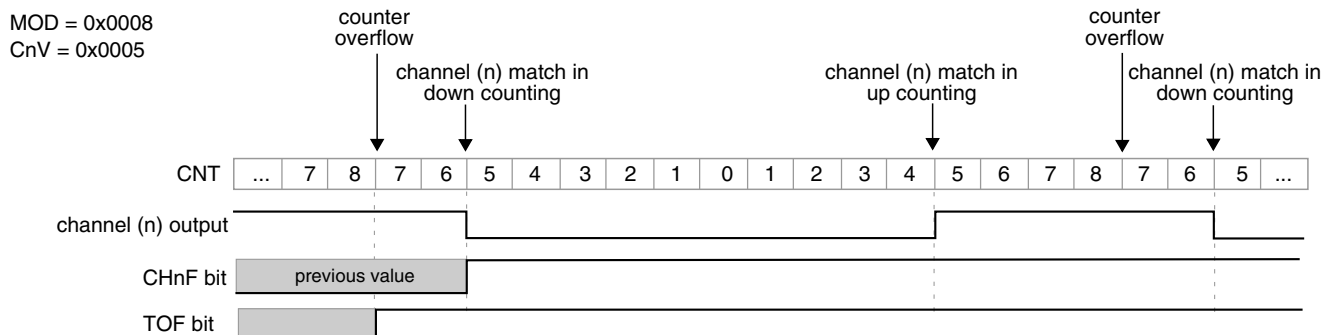 MOD = 0x0008
CnV = 0x0005
counter
overflow
channel (n) match in
down counting
channel (n) match in
up counting
counter
overflow
channel (n) match in
down counting
CNT ... 7 8 7 6 5 4 3 2 1 0 1 2 3 4 5 6 7 8 7 6 5 ...
channel (n) output
CHnF bit previous value
TOF bit